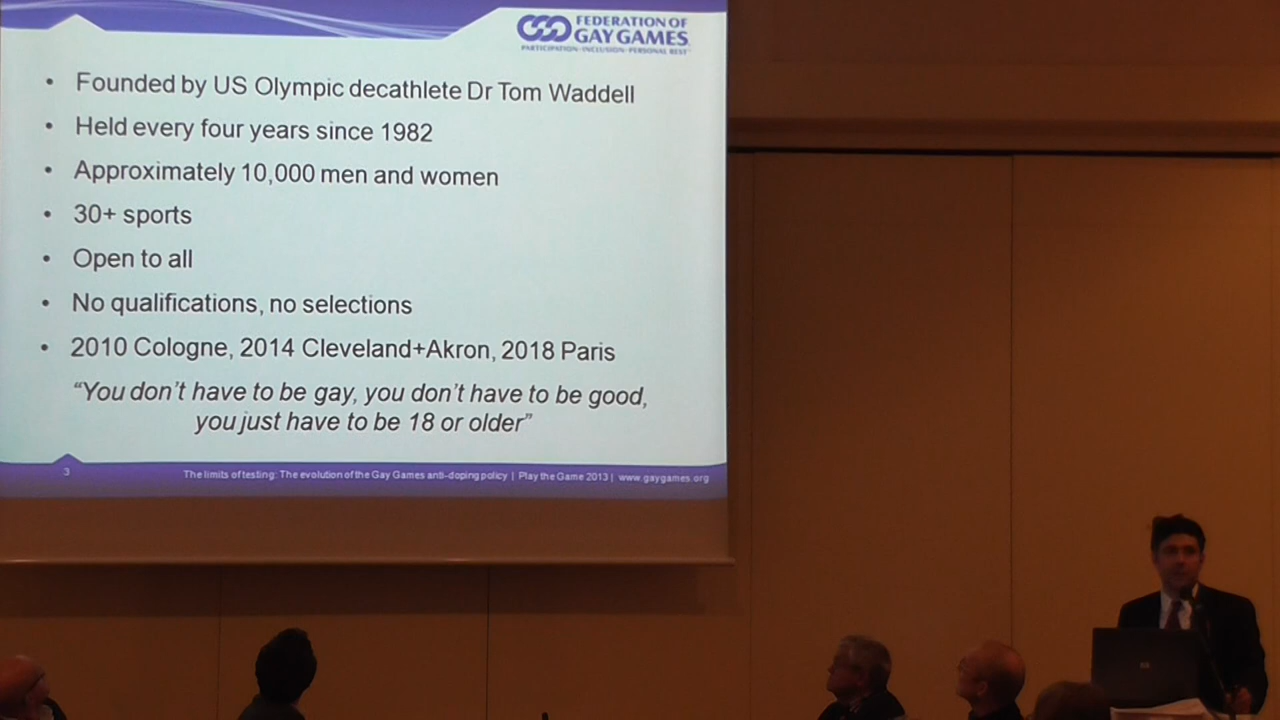 FEDERATION OF
GAY GAMES
PARTICIPATION • INCLUSION • PERSONAL BEST
• Founded by US Olympic decathlete Dr Tom Waddell
• Held every four years since 1982
• Approximately 10,000 men and women
• 30+ sports
• Open to all
• No qualifications, no selections
• 2010 Cologne, 2014 Cleveland+Akron, 2018 Paris
“You don’t have to be gay, you don’t have to be good,
you just have to be 18 or older”
3 The limits of testing: The evolution of the Gay Games anti-doping policy | Play the Game 2013 | www.gaygames.org